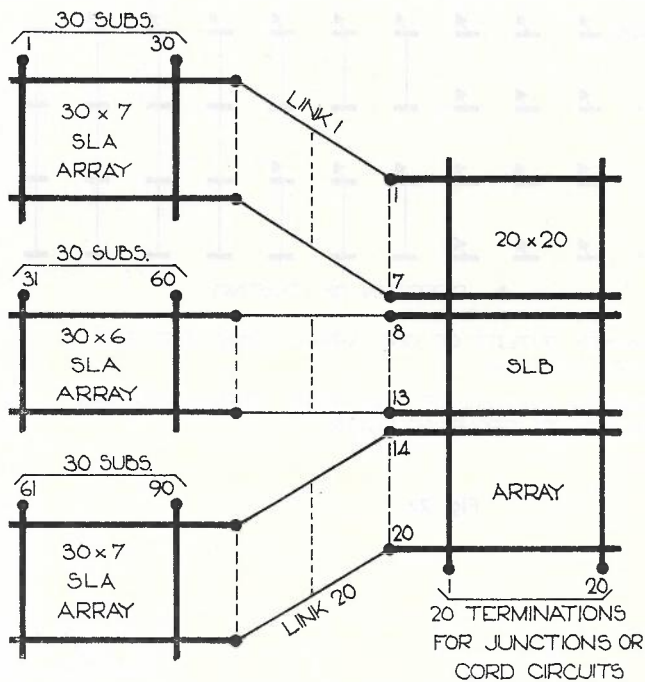 30 SUBS.
1 30
30 x 7
SLA
ARRAY
LINK 1
30 SUBS.
31 60
30 x 6
SLA
ARRAY
30 SUBS.
61 90
30 x 7
SLA
ARRAY
LINK 20
1
7
8
13
14
20
20 x 20
SLB
ARRAY
1 20
20 TERMINATIONS
FOR JUNCTIONS OR
CORD CIRCUITS